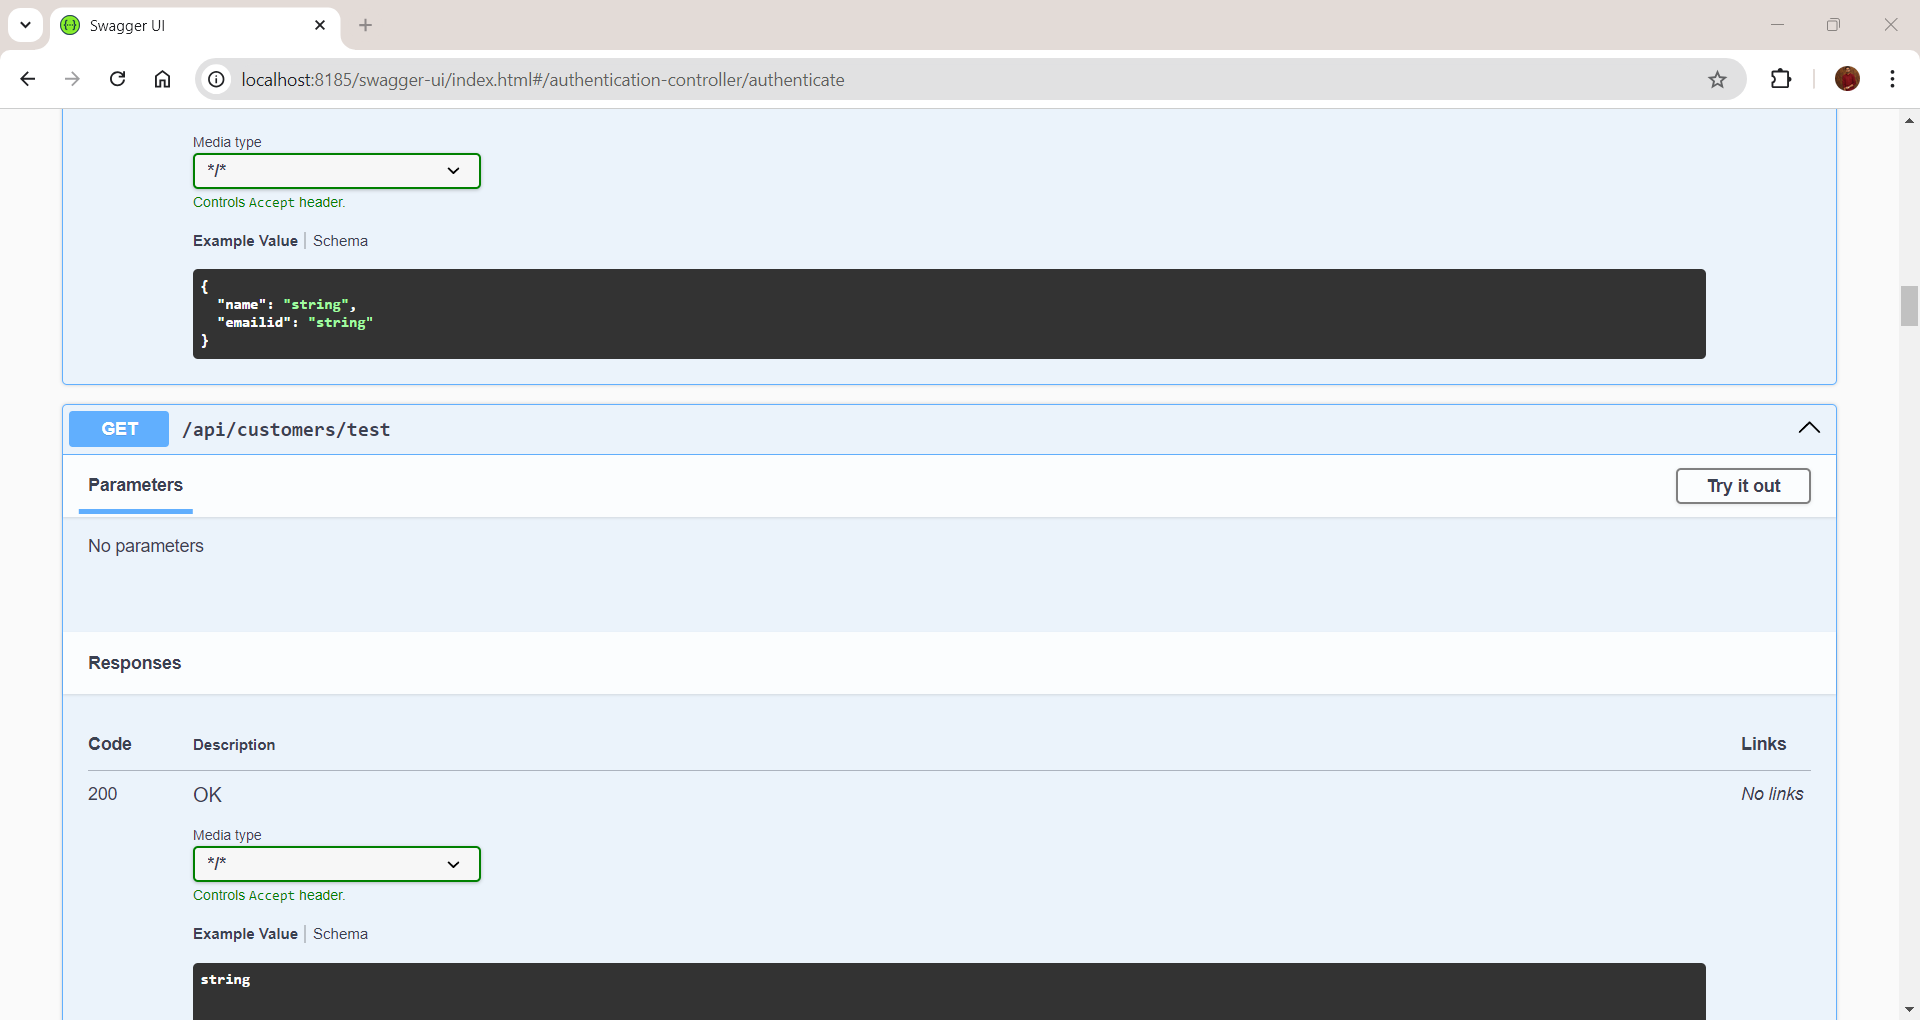 Swagger UI
localhost:8185/swagger-ui/index.html#/authentication-controller/authenticate
Media type
*/*
Controls Accept header.
Example Value | Schema
{
  "name": "string",
  "emailid": "string"
}
GET /api/customers/test
Parameters
Try it out
No parameters
Responses
Code Description Links
200 OK No links
Media type
*/*
Controls Accept header.
Example Value | Schema
string